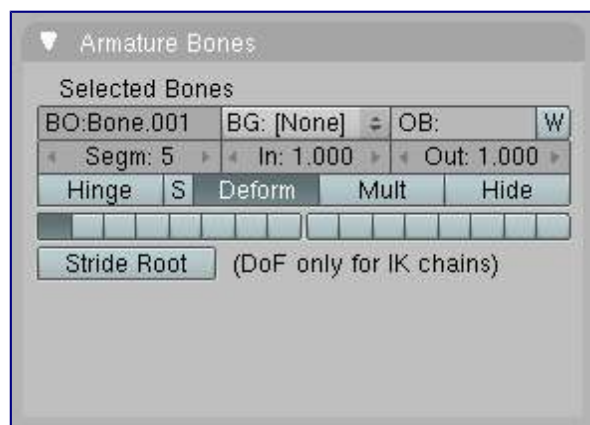 Armature Bones
Selected Bones
BO:Bone.001 BG: [None] OB: W
Segm: 5 In: 1.000 Out: 1.000
Hinge S Deform Mult Hide
Stride Root (DoF only for IK chains)